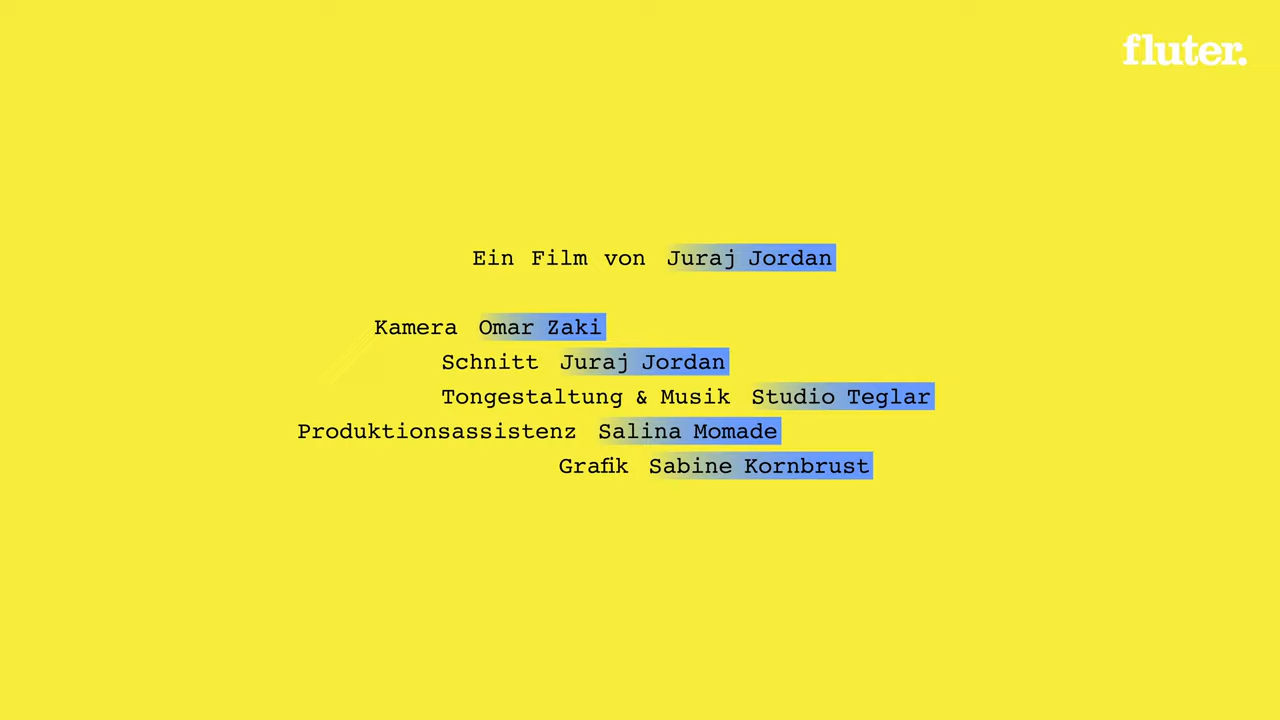 fluter.
Ein Film von Juraj Jordan
Kamera Omar Zaki
Schnitt Juraj Jordan
Tongestaltung & Musik Studio Teglar
Produktionsassistenz Salina Momade
Grafik Sabine Kornbrust